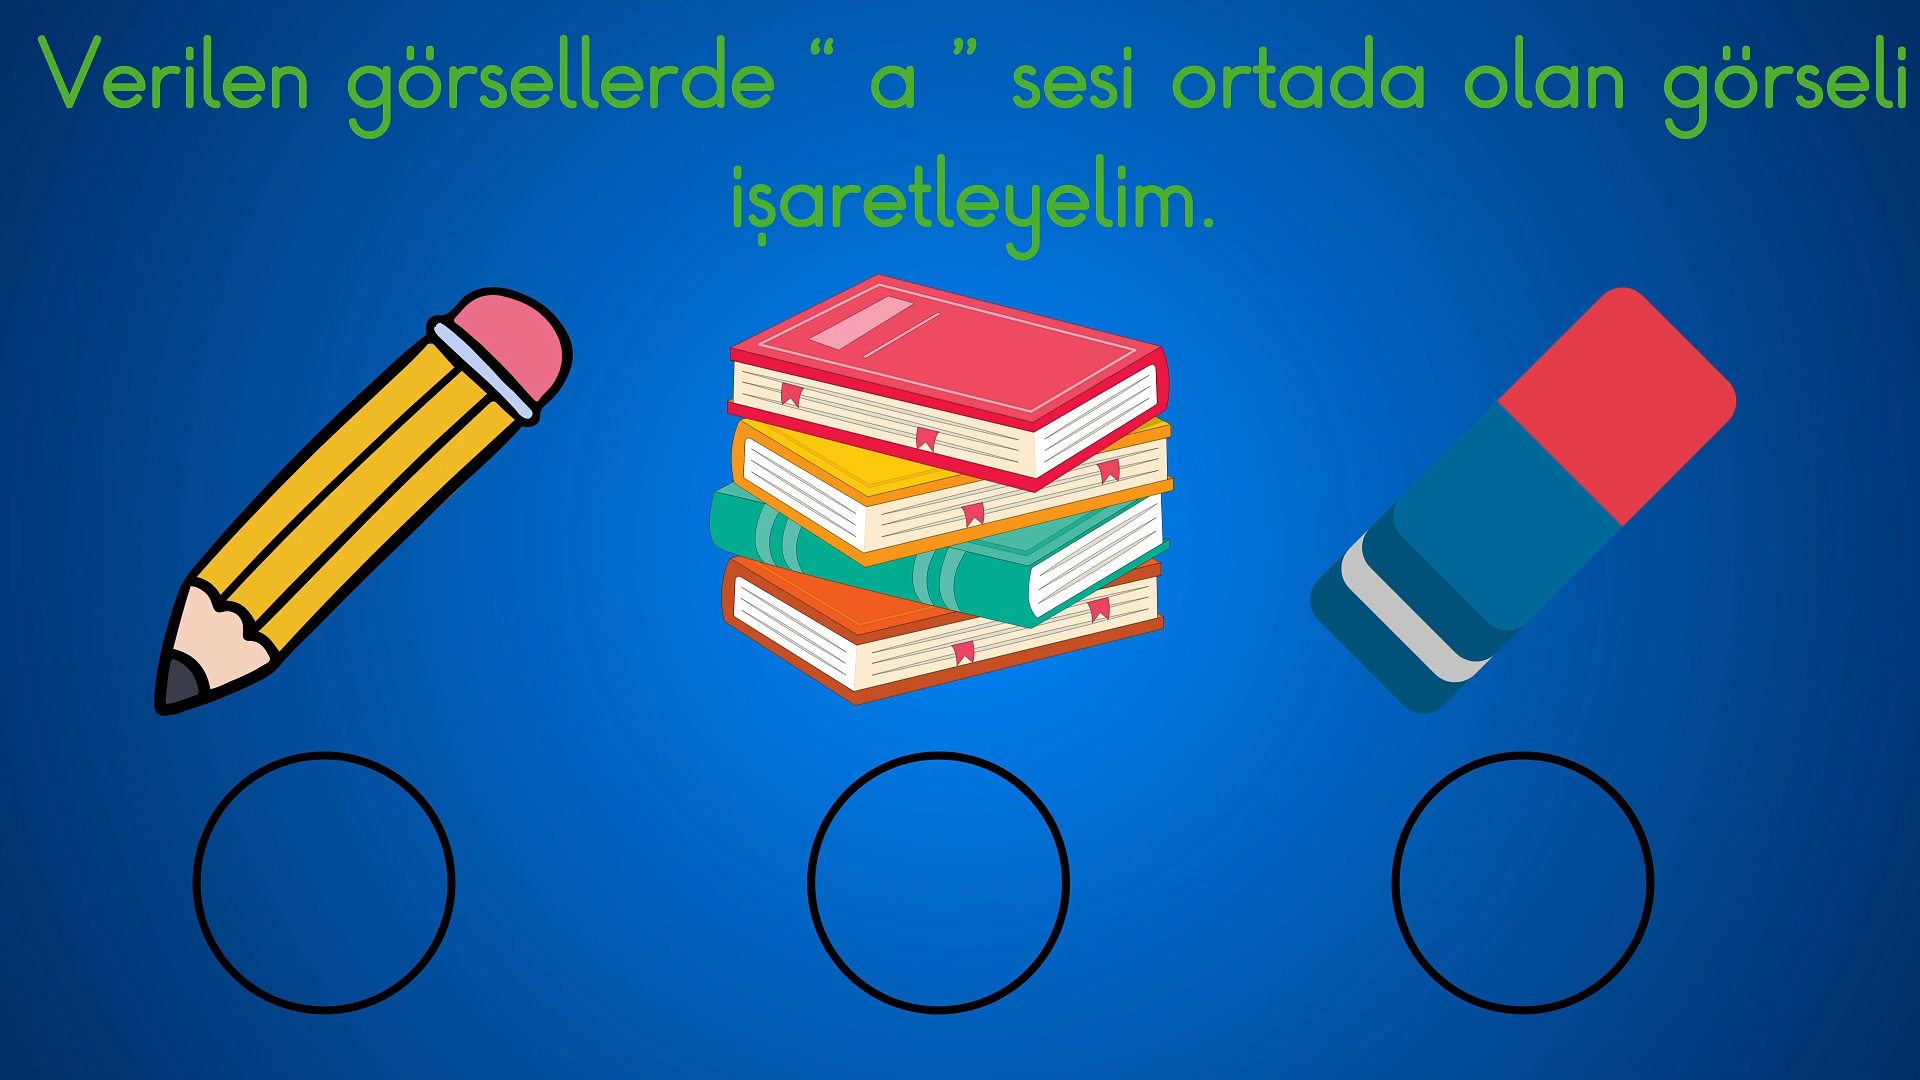 Verilen görsellerde “ a ” sesi ortada olan görseli
işaretleyelim.